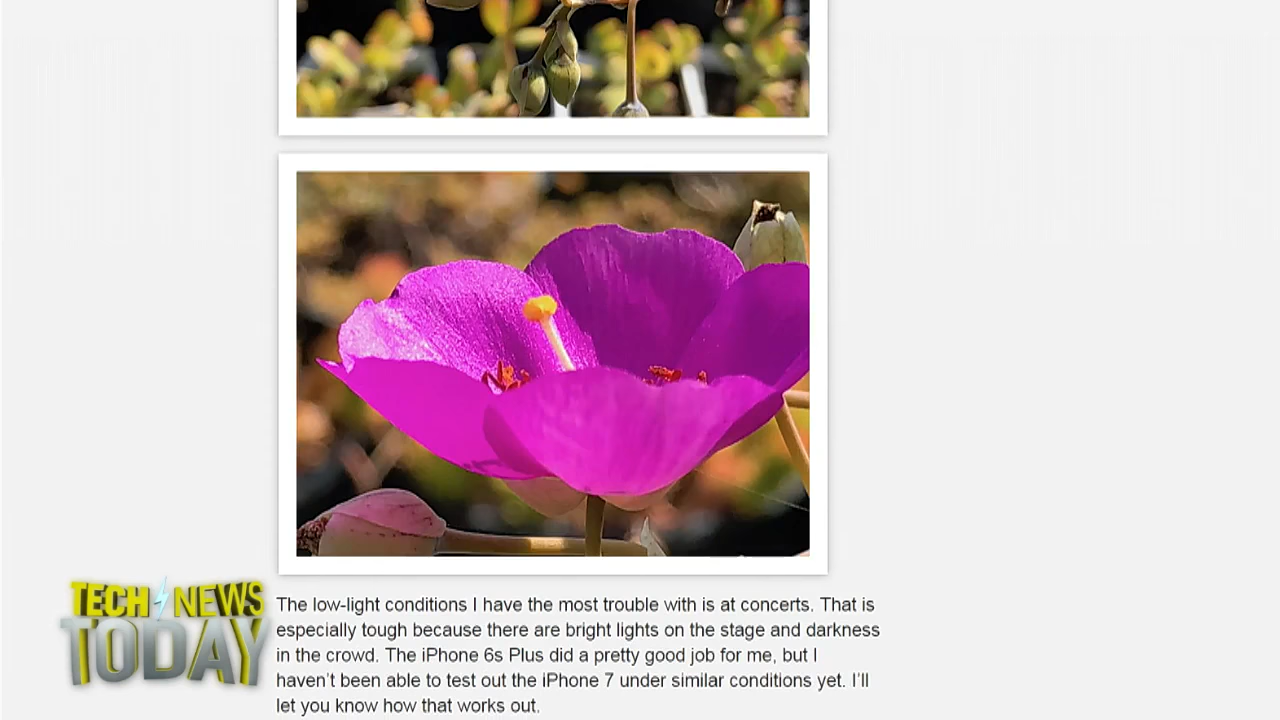 TECH NEWS
TODAY
The low-light conditions I have the most trouble with is at concerts. That is
especially tough because there are bright lights on the stage and darkness
in the crowd. The iPhone 6s Plus did a pretty good job for me, but I
haven't been able to test out the iPhone 7 under similar conditions yet. I'll
let you know how that works out.